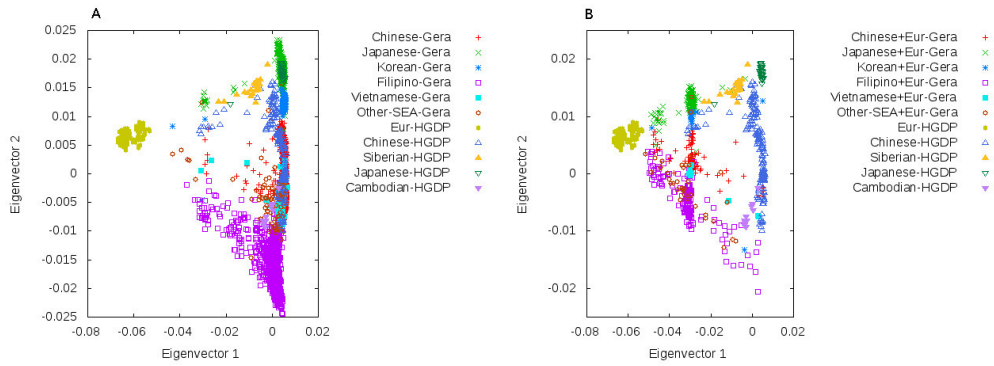 A
B
0.025
0.02
0.015
0.01
0.005
0
-0.005
-0.01
-0.015
-0.02
-0.025
Eigenvector 2
-0.08
-0.06
-0.04
-0.02
0
0.02
Eigenvector 1
Chinese-Gera
Japanese-Gera
Korean-Gera
Filipino-Gera
Vietnamese-Gera
Other-SEA-Gera
Eur-HGDP
Chinese-HGDP
Siberian-HGDP
Japanese-HGDP
Cambodian-HGDP
0.02
0.01
0
-0.01
-0.02
Eigenvector 2
-0.08
-0.06
-0.04
-0.02
0
0.02
Eigenvector 1
Chinese+Eur-Gera
Japanese+Eur-Gera
Korean+Eur-Gera
Filipino+Eur-Gera
Vietnamese+Eur-Gera
Other-SEA+Eur-Gera
Eur-HGDP
Chinese-HGDP
Siberian-HGDP
Japanese-HGDP
Cambodian-HGDP